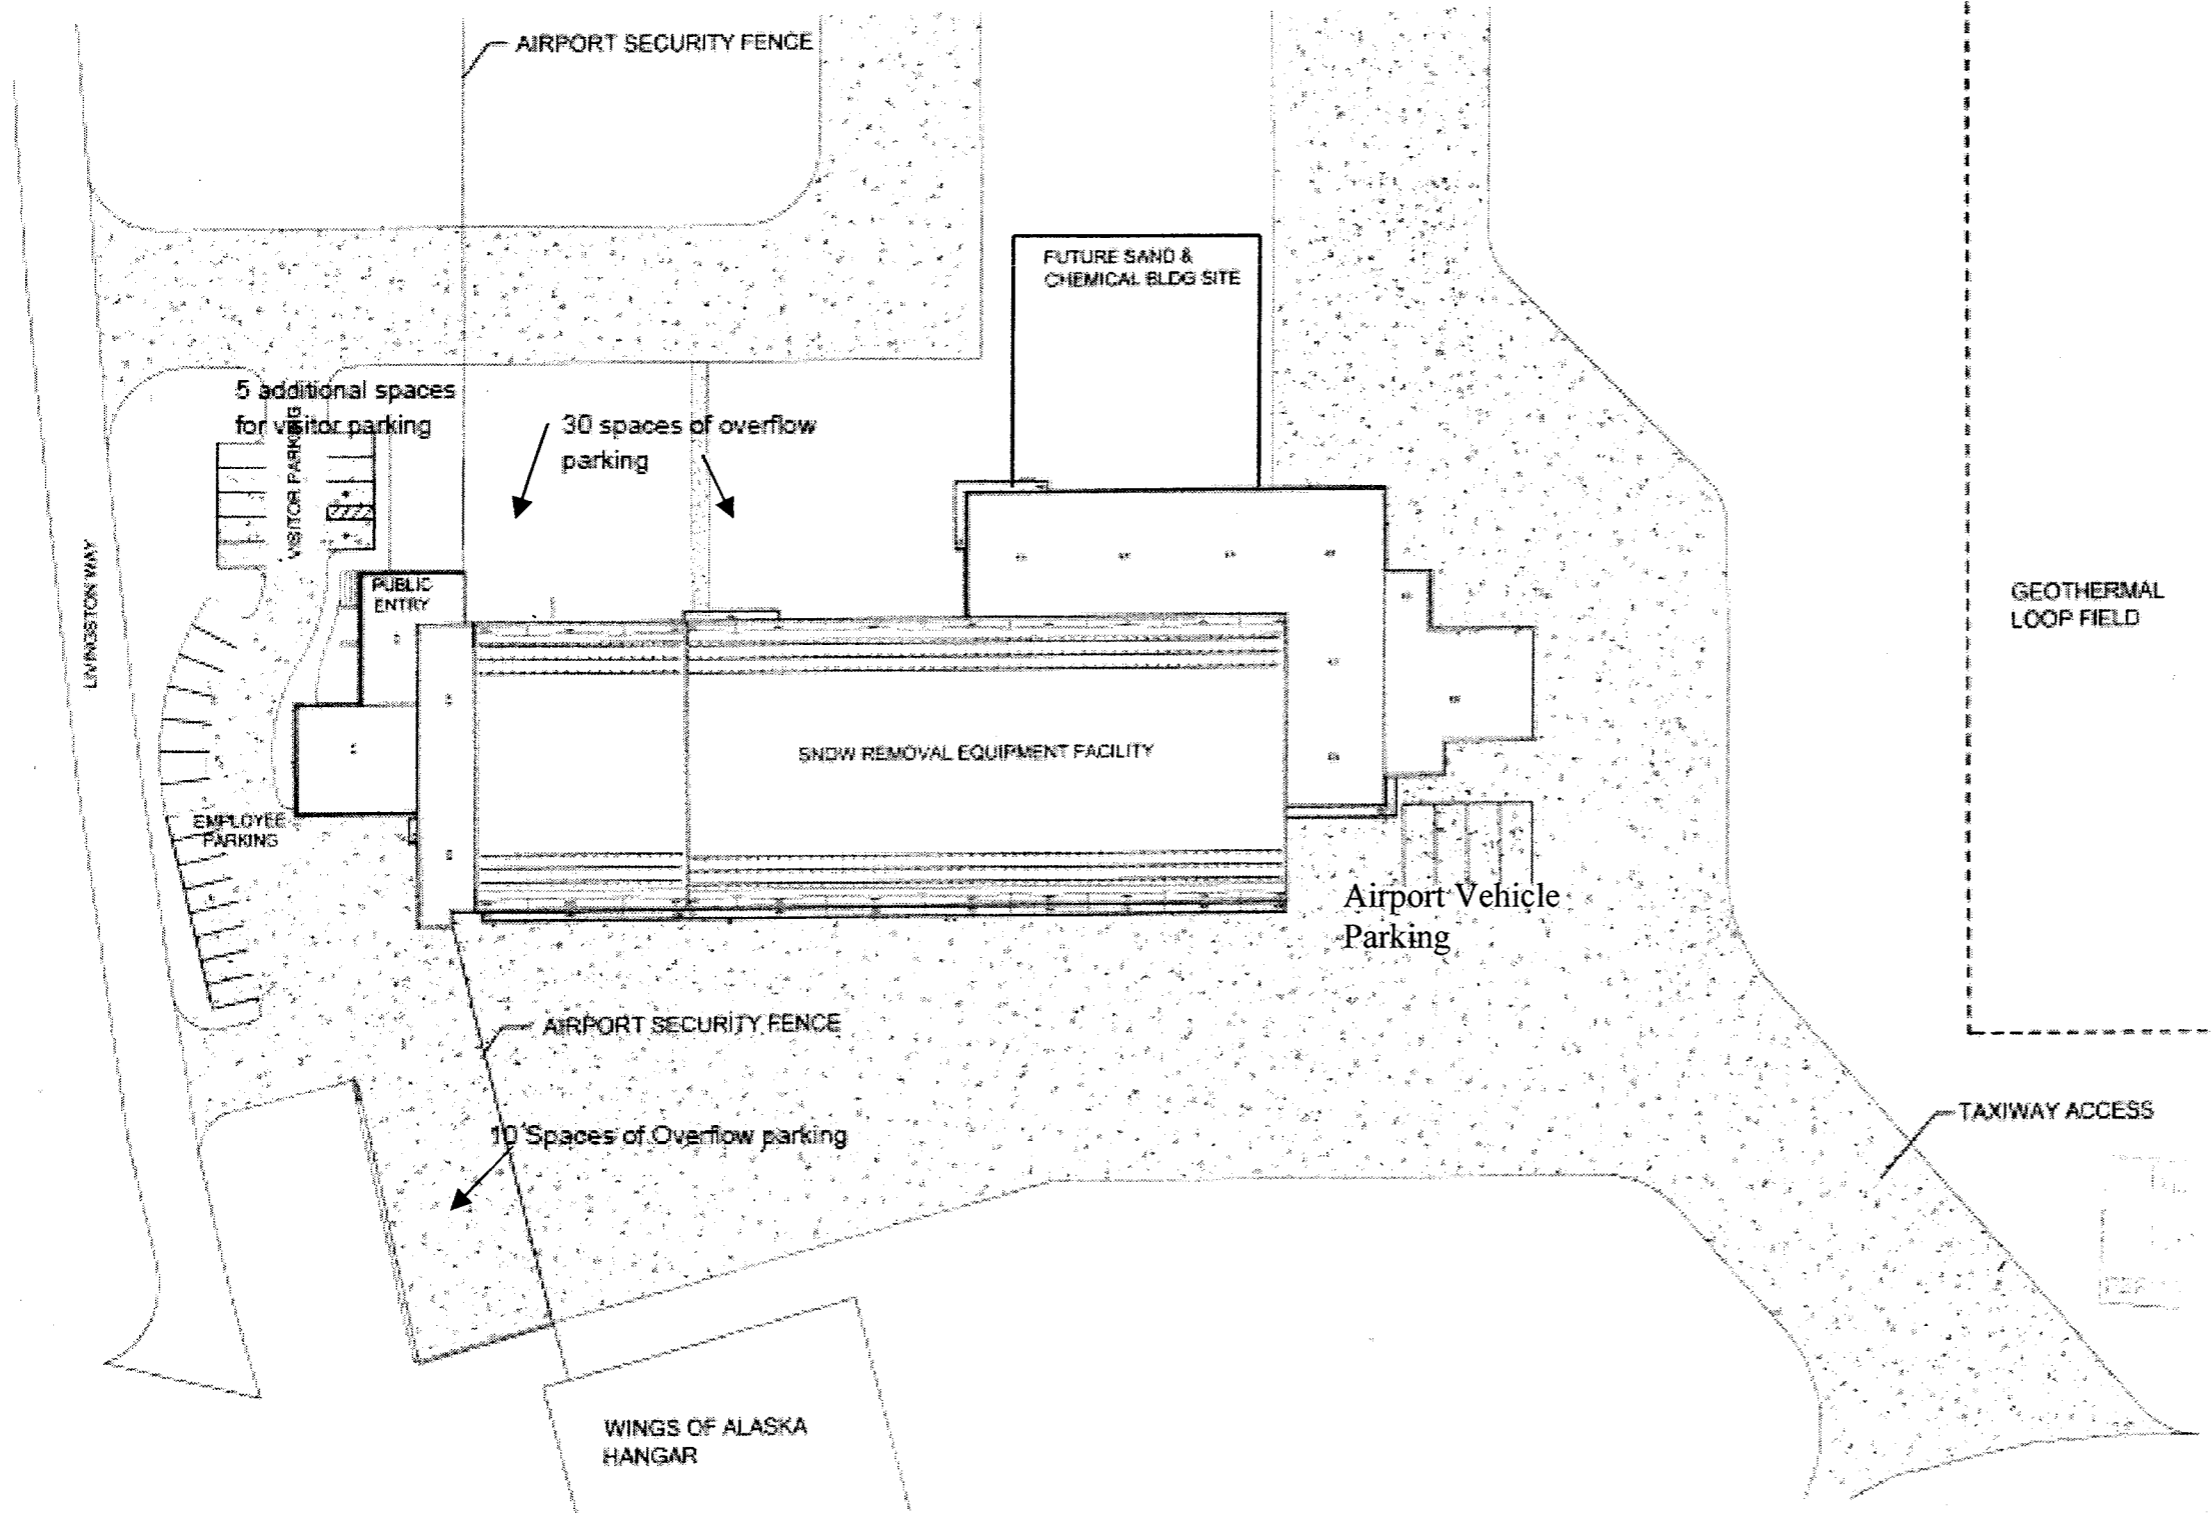 AIRPORT SECURITY FENCE
FUTURE SAND &
CHEMICAL BLDG SITE
5 additional spaces
for visitor parking
30 spaces of overflow
parking
VISITOR PARKING
LIVINGSTON WAY
PUBLIC
ENTRY
GEOTHERMAL
LOOP FIELD
SNOW REMOVAL EQUIPMENT FACILITY
EMPLOYEE
PARKING
Airport Vehicle
Parking
AIRPORT SECURITY FENCE
10 Spaces of Overflow parking
TAXIWAY ACCESS
WINGS OF ALASKA
HANGAR